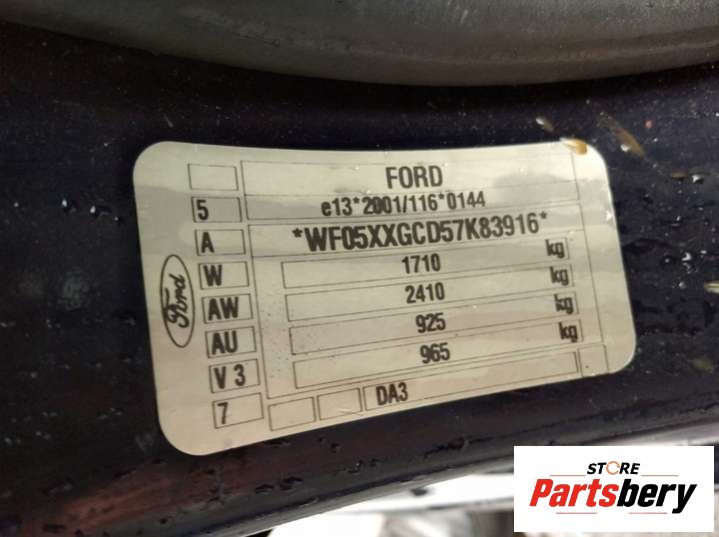 FORD
5 e13*2001/116*0144
A *WF05XXGCD57K83916*
W 1710 kg
AW 2410 kg
AU 925 kg
V 3 965 kg
7 DA3
Ford
STORE
Partsbery